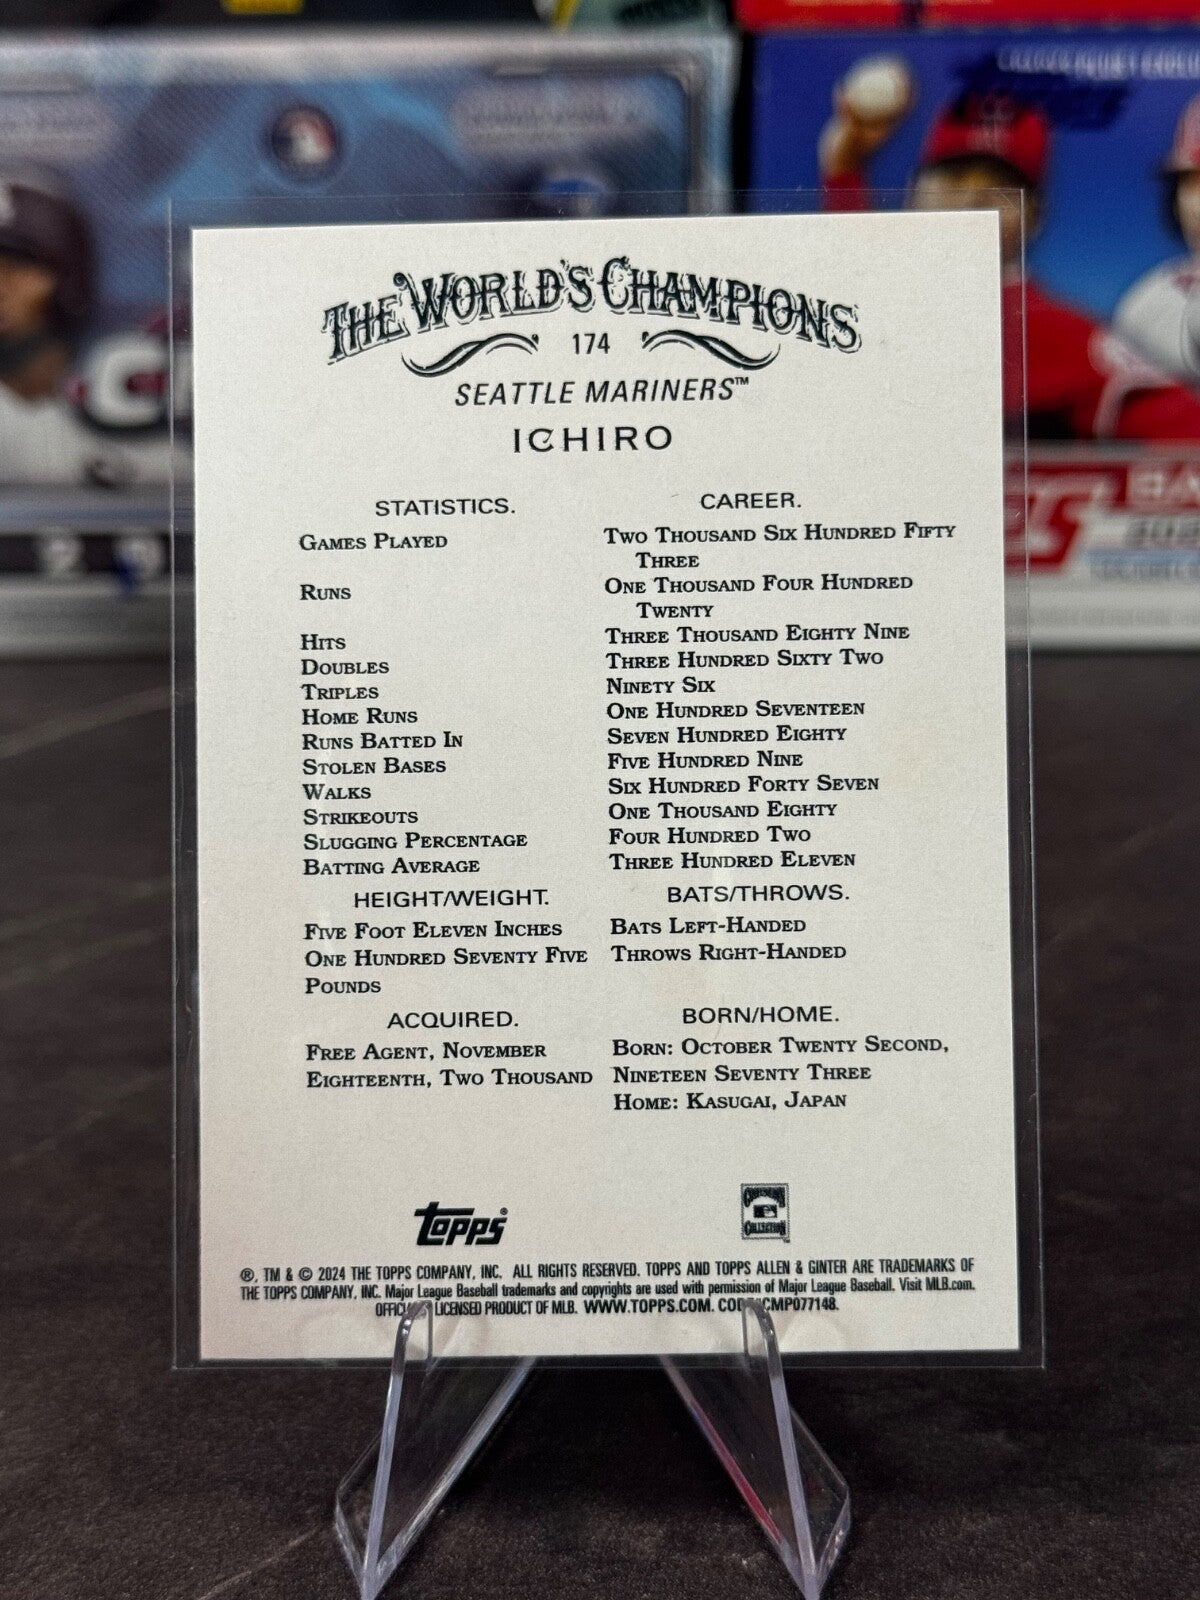 THE WORLD'S CHAMPIONS
174
SEATTLE MARINERS™
ICHIRO
STATISTICS. CAREER.
GAMES PLAYED TWO THOUSAND SIX HUNDRED FIFTY
THREE
RUNS ONE THOUSAND FOUR HUNDRED
TWENTY
HITS THREE THOUSAND EIGHTY NINE
DOUBLES THREE HUNDRED SIXTY TWO
TRIPLES NINETY SIX
HOME RUNS ONE HUNDRED SEVENTEEN
RUNS BATTED IN SEVEN HUNDRED EIGHTY
STOLEN BASES FIVE HUNDRED NINE
WALKS SIX HUNDRED FORTY SEVEN
STRIKEOUTS ONE THOUSAND EIGHTY
SLUGGING PERCENTAGE FOUR HUNDRED TWO
BATTING AVERAGE THREE HUNDRED ELEVEN
HEIGHT/WEIGHT. BATS/THROWS.
FIVE FOOT ELEVEN INCHES BATS LEFT-HANDED
ONE HUNDRED SEVENTY FIVE THROWS RIGHT-HANDED
POUNDS
ACQUIRED. BORN/HOME.
FREE AGENT, NOVEMBER BORN: OCTOBER TWENTY SECOND,
EIGHTEENTH, TWO THOUSAND NINETEEN SEVENTY THREE
HOME: KASUGAI, JAPAN
Topps® COOPERSTOWN COLLECTION
®, TM & © 2024 THE TOPPS COMPANY, INC. ALL RIGHTS RESERVED. TOPPS AND TOPPS ALLEN & GINTER ARE TRADEMARKS OF
THE TOPPS COMPANY, INC. Major League Baseball trademarks and copyrights are used with permission of Major League Baseball. Visit MLB.com.
LICENSED PRODUCT OF MLB. WWW.TOPPS.COM. CMP077148.